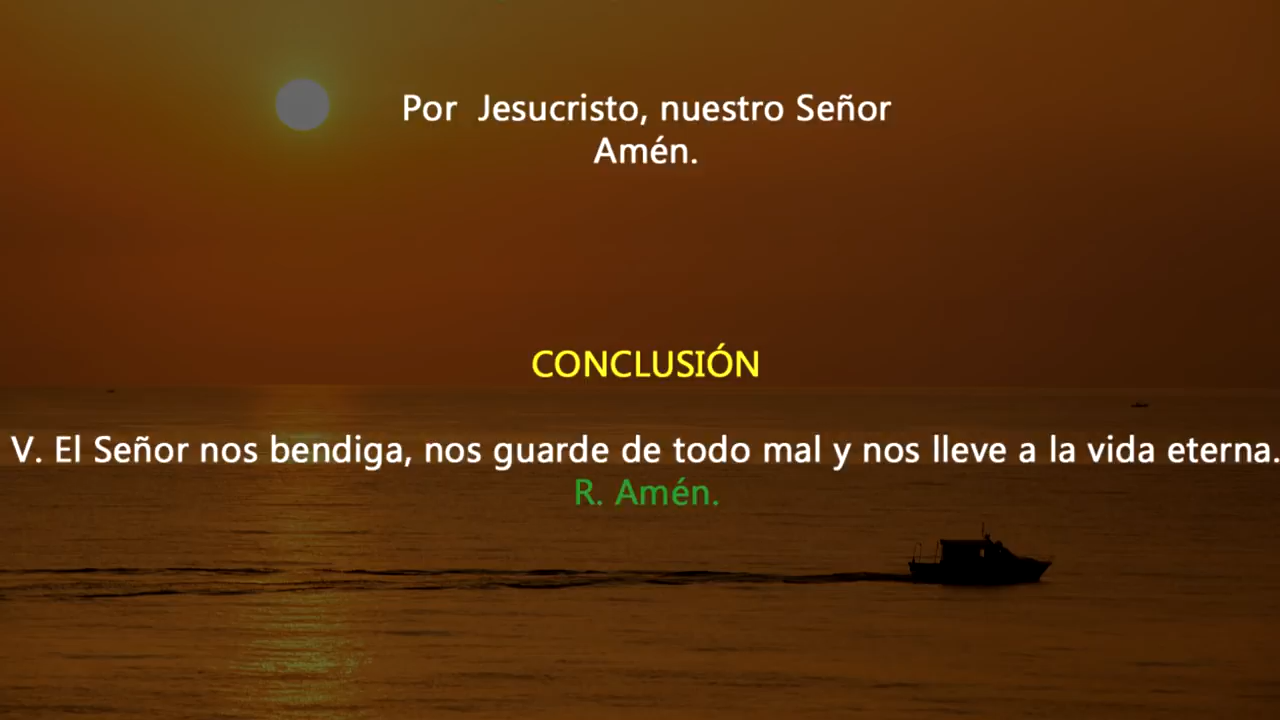 Por Jesucristo, nuestro Señor
Amén.
CONCLUSIÓN
V. El Señor nos bendiga, nos guarde de todo mal y nos lleve a la vida eterna.
R. Amén.